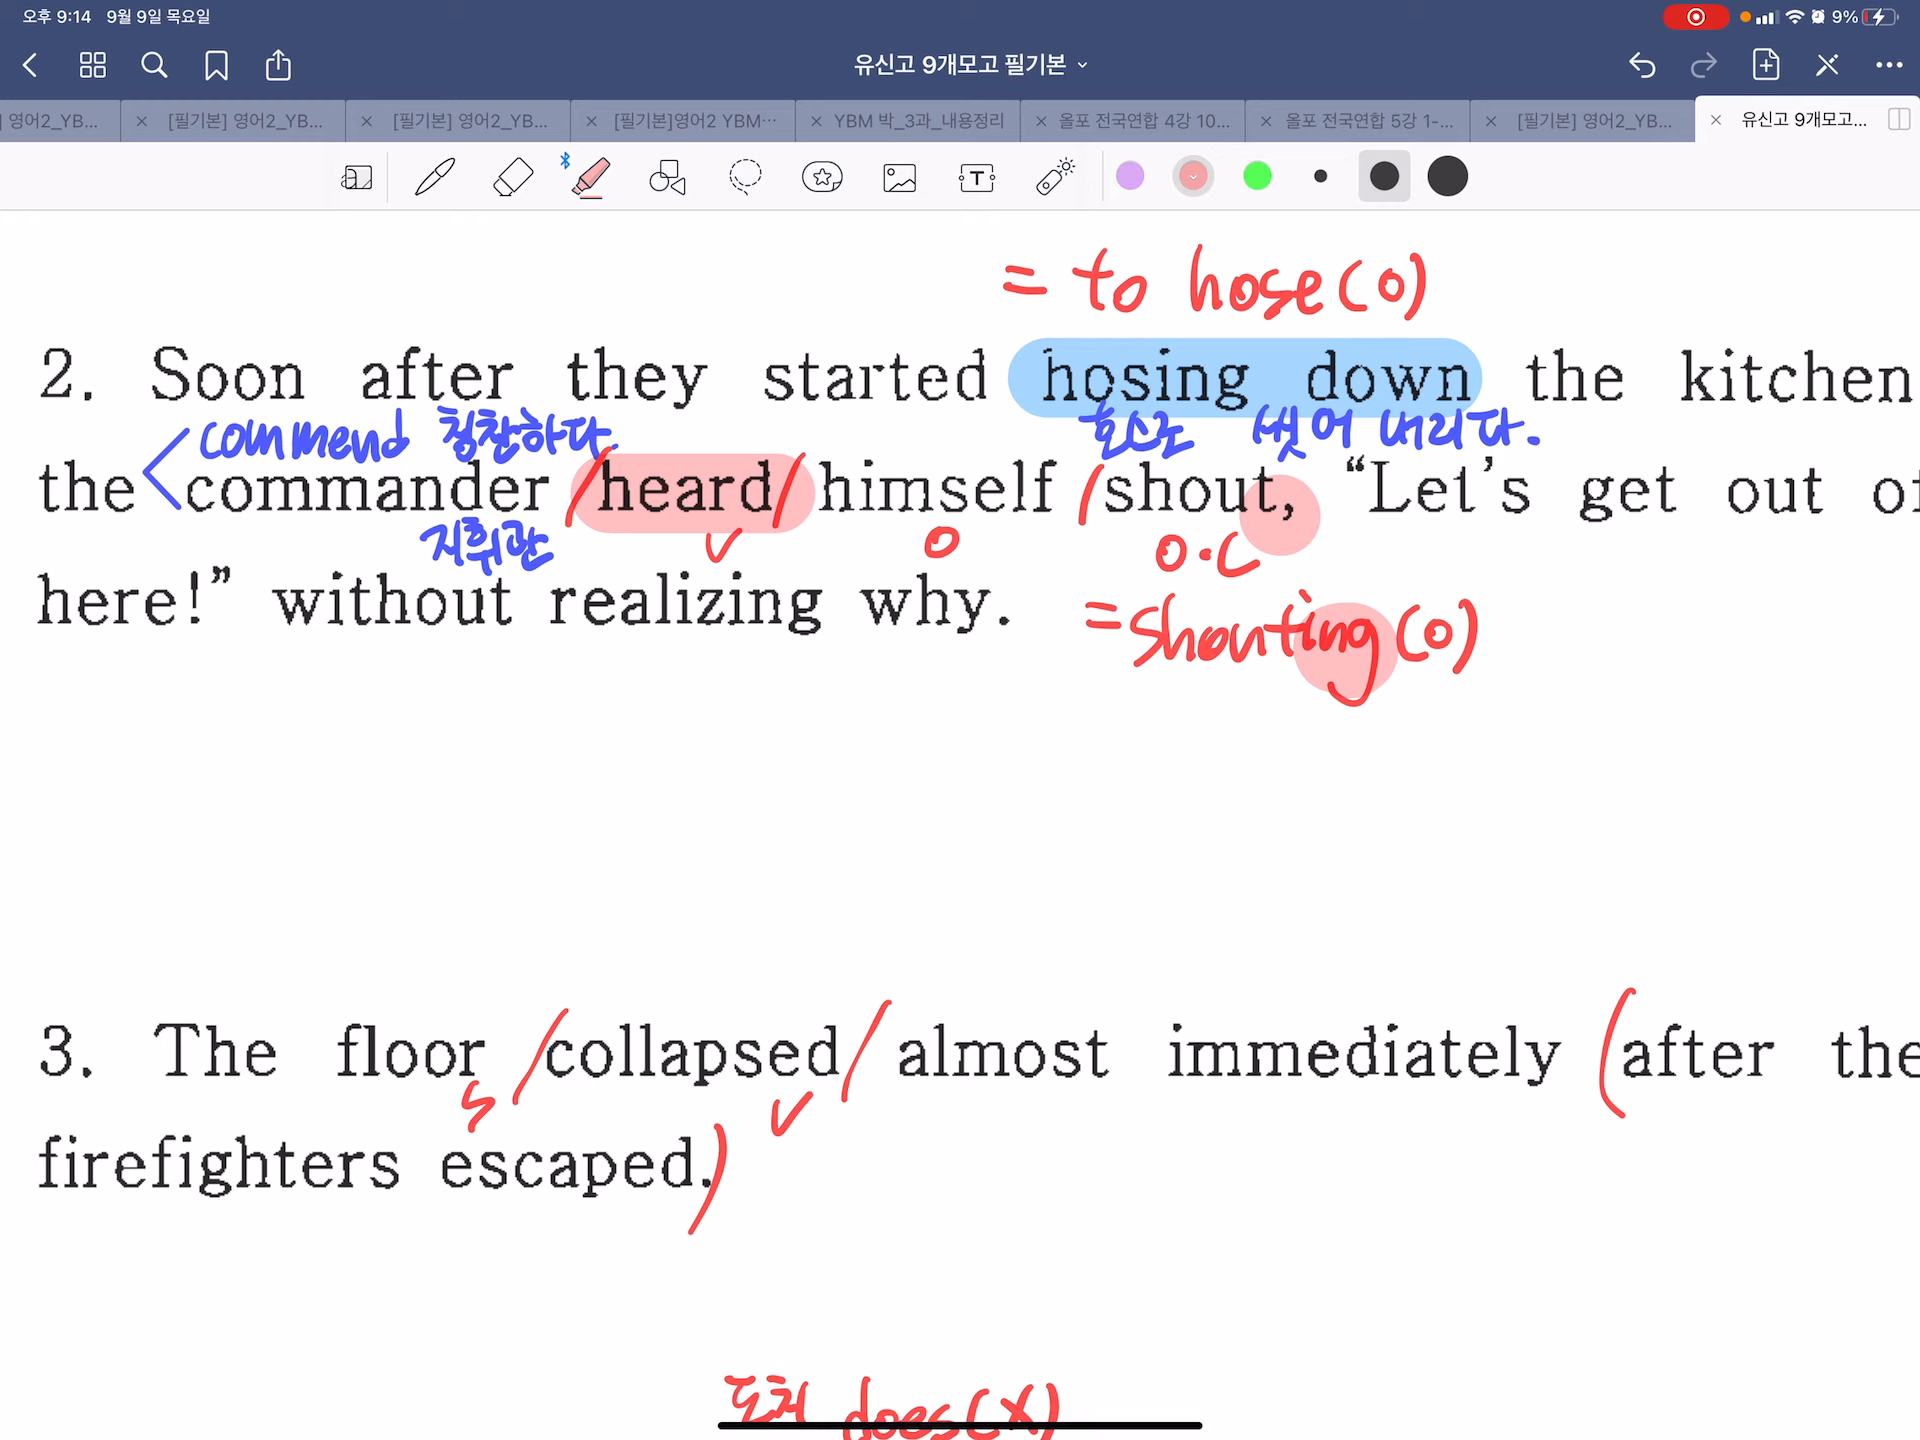 오후 9:14 9월 9일 목요일 9%
유신고 9개모고 필기본
영어2_YB... × [필기본] 영어2_YB... × [필기본] 영어2_YB... × [필기본]영어2 YBM… × YBM 박_3과_내용정리 × 올포 전국연합 4강 10... × 올포 전국연합 5강 1-... × [필기본] 영어2_YB... × 유신고 9개모고...
= to hose(o)
2. Soon after they started hosing down the kitchen
commend 칭찬하다. 호스로 씻어 내리다.
the commander / heard / himself / shout, “Let’s get out of
지휘관 v o o.c
here!” without realizing why. = shouting(o)
3. The floor / collapsed / almost immediately (after the
s v
firefighters escaped.)
도치 does(x)